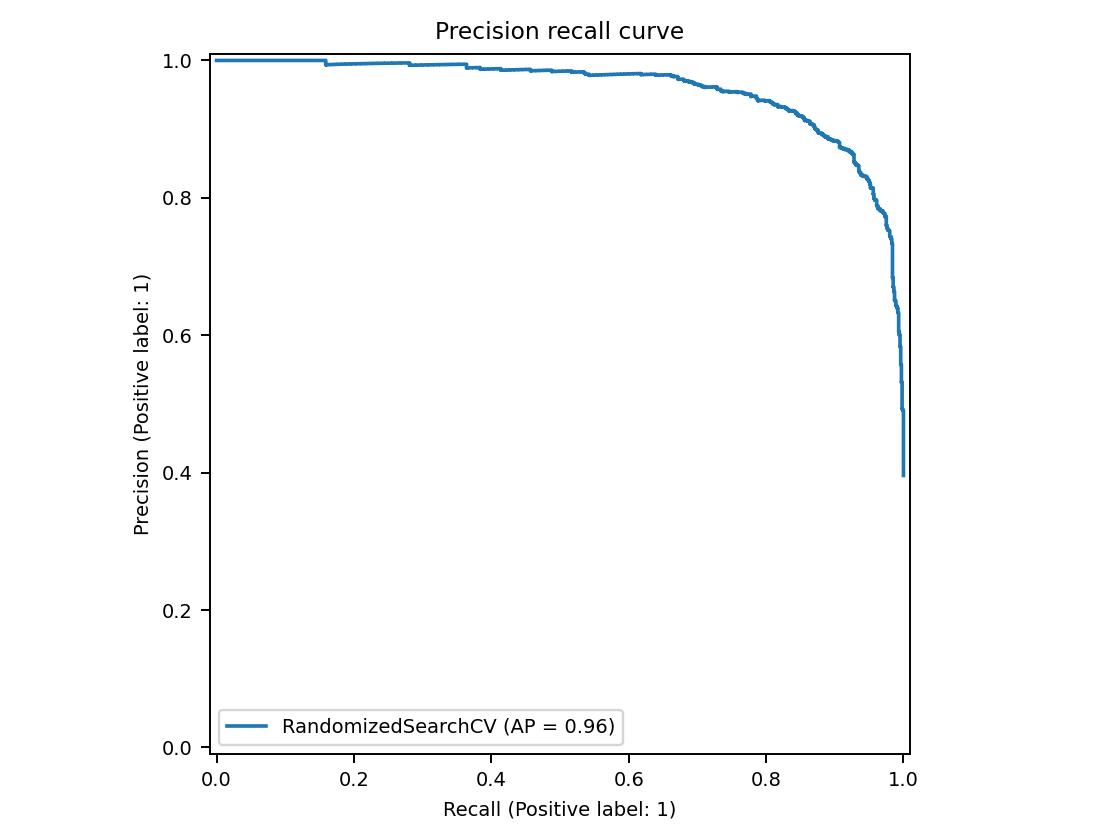 Precision recall curve
1.0
0.8
0.6
0.4
0.2
0.0
Precision (Positive label: 1)
RandomizedSearchCV (AP = 0.96)
0.0 0.2 0.4 0.6 0.8 1.0
Recall (Positive label: 1)